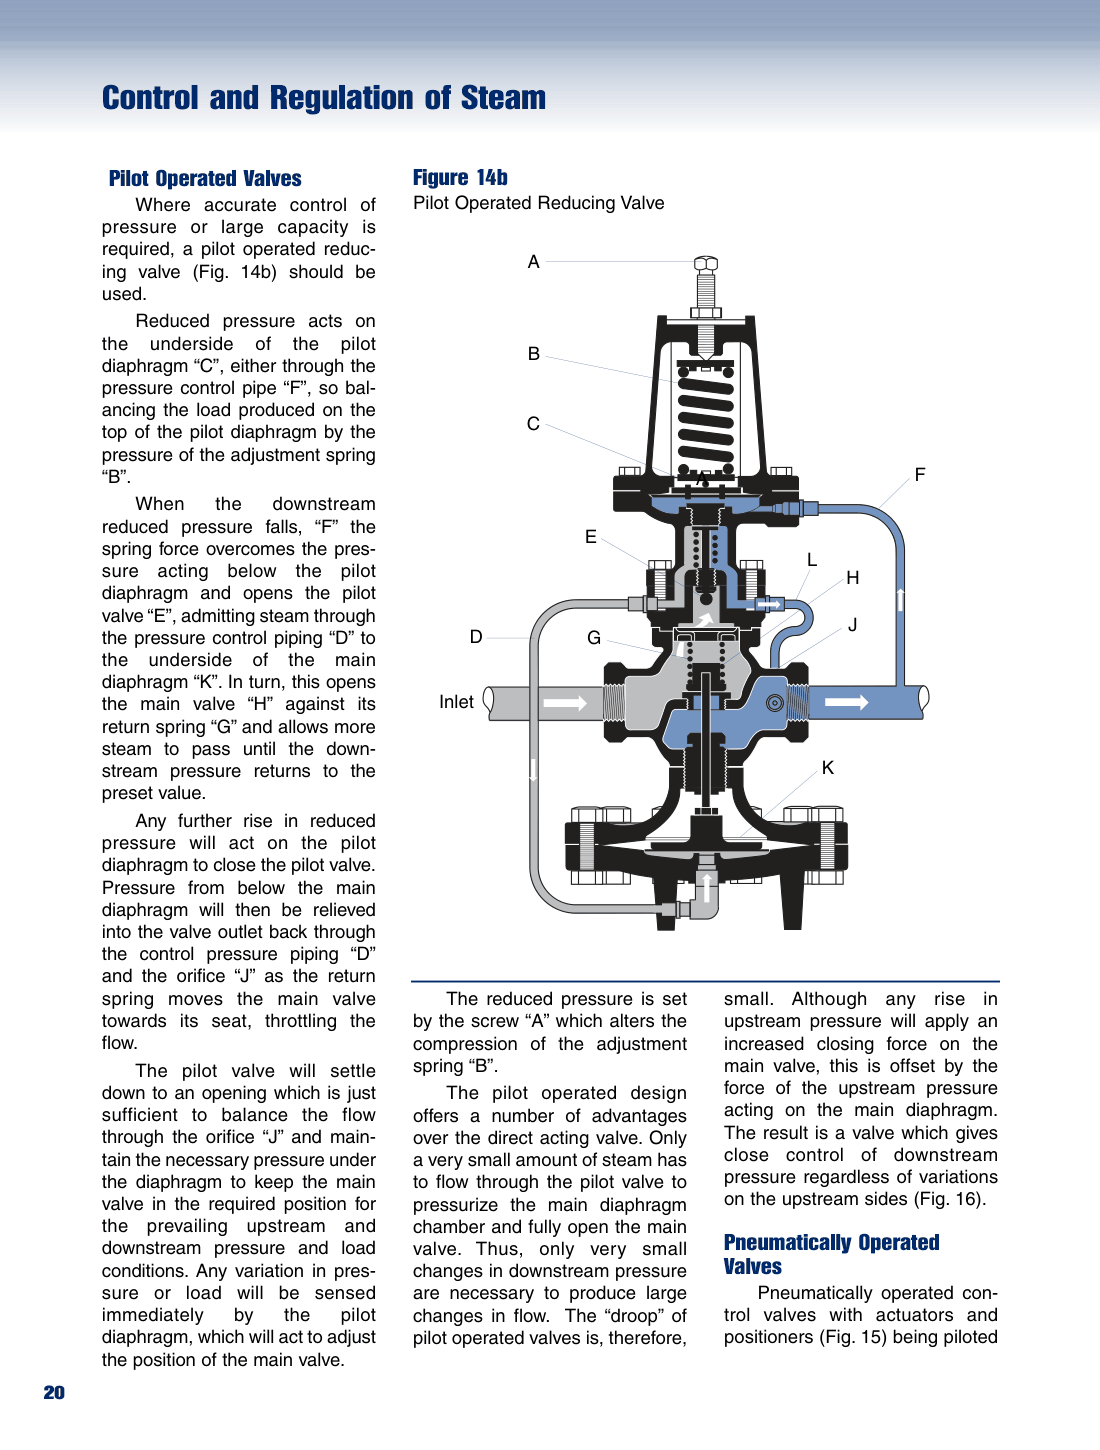 Control and Regulation of Steam
Pilot Operated Valves
Where accurate control of
pressure or large capacity is
required, a pilot operated reduc-
ing valve (Fig. 14b) should be
used.
Reduced pressure acts on
the underside of the pilot
diaphragm “C”, either through the
pressure control pipe “F”, so bal-
ancing the load produced on the
top of the pilot diaphragm by the
pressure of the adjustment spring
“B”.
When the downstream
reduced pressure falls, “F” the
spring force overcomes the pres-
sure acting below the pilot
diaphragm and opens the pilot
valve “E”, admitting steam through
the pressure control piping “D” to
the underside of the main
diaphragm “K”. In turn, this opens
the main valve “H” against its
return spring “G” and allows more
steam to pass until the down-
stream pressure returns to the
preset value.
Any further rise in reduced
pressure will act on the pilot
diaphragm to close the pilot valve.
Pressure from below the main
diaphragm will then be relieved
into the valve outlet back through
the control pressure piping “D”
and the orifice “J” as the return
spring moves the main valve
towards its seat, throttling the
flow.
The pilot valve will settle
down to an opening which is just
sufficient to balance the flow
through the orifice “J” and main-
tain the necessary pressure under
the diaphragm to keep the main
valve in the required position for
the prevailing upstream and
downstream pressure and load
conditions. Any variation in pres-
sure or load will be sensed
immediately by the pilot
diaphragm, which will act to adjust
the position of the main valve.
Figure 14b
Pilot Operated Reducing Valve
A
B
C
A
F
E
L
H
D
G
J
Inlet
K
The reduced pressure is set
by the screw “A” which alters the
compression of the adjustment
spring “B”.
The pilot operated design
offers a number of advantages
over the direct acting valve. Only
a very small amount of steam has
to flow through the pilot valve to
pressurize the main diaphragm
chamber and fully open the main
valve. Thus, only very small
changes in downstream pressure
are necessary to produce large
changes in flow. The “droop” of
pilot operated valves is, therefore,
small. Although any rise in
upstream pressure will apply an
increased closing force on the
main valve, this is offset by the
force of the upstream pressure
acting on the main diaphragm.
The result is a valve which gives
close control of downstream
pressure regardless of variations
on the upstream sides (Fig. 16).
Pneumatically Operated
Valves
Pneumatically operated con-
trol valves with actuators and
positioners (Fig. 15) being piloted
20